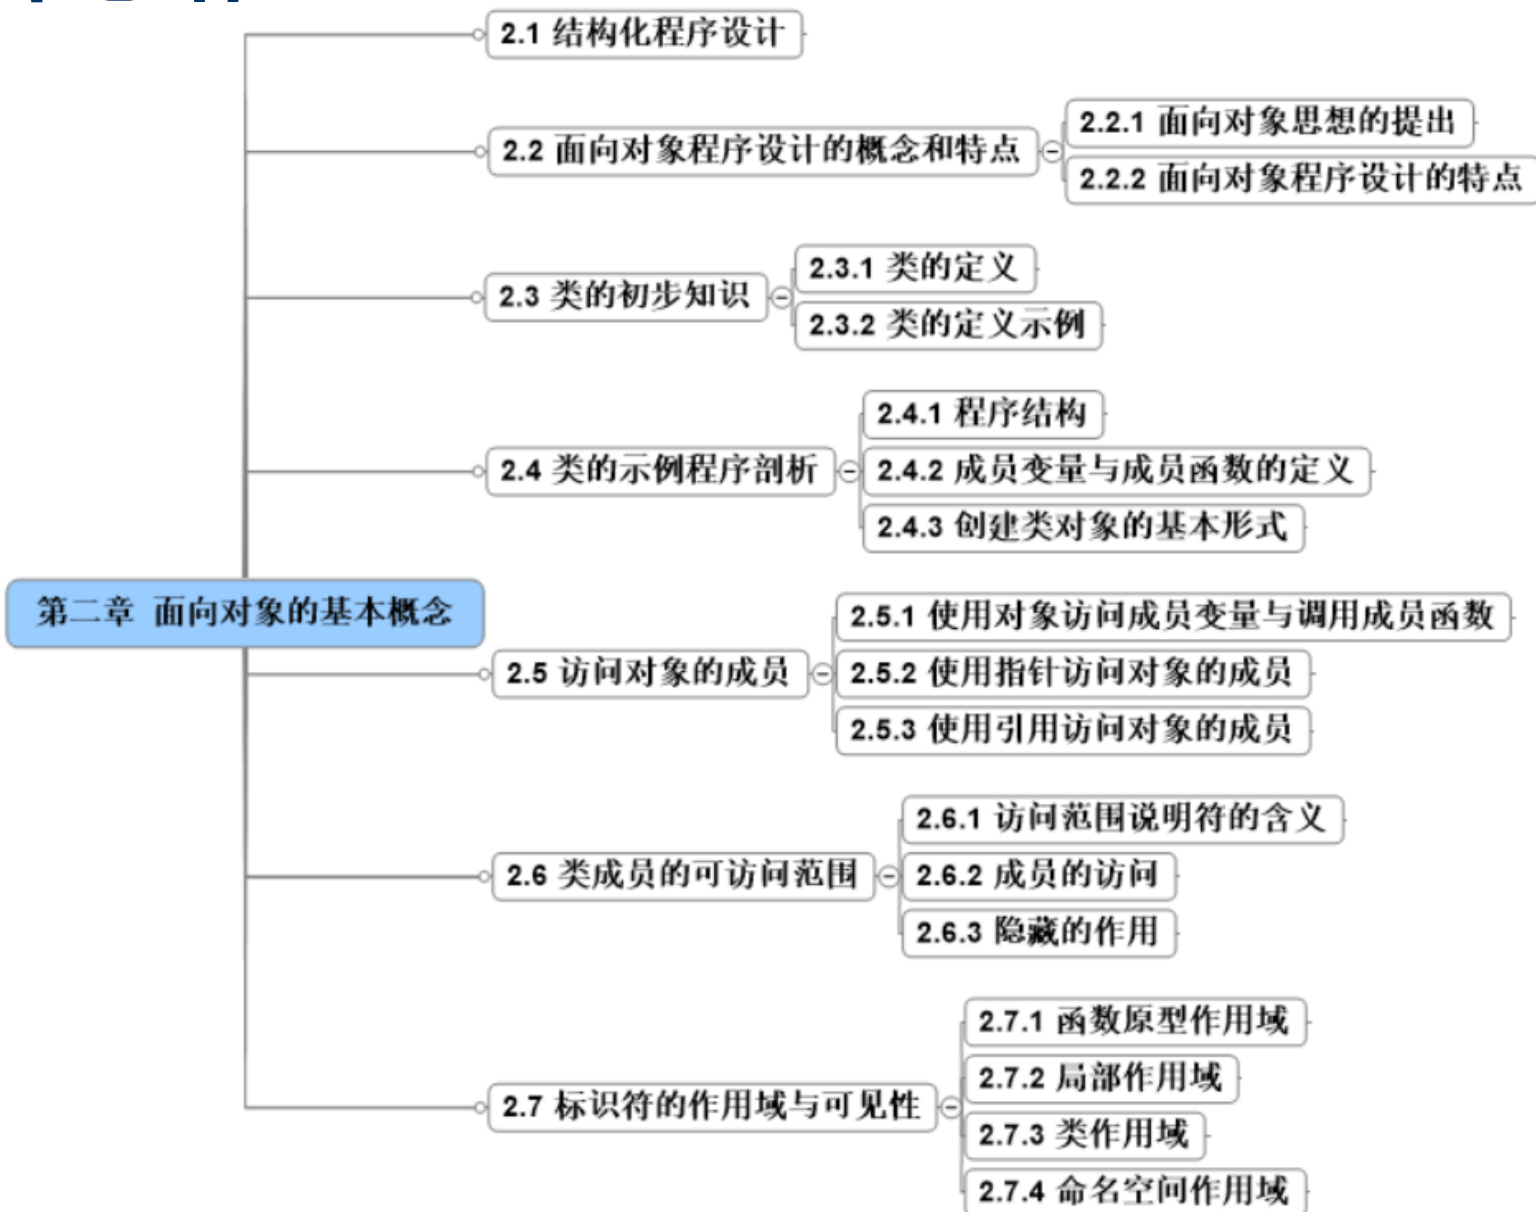 2.1 结构化程序设计
2.2 面向对象程序设计的概念和特点
2.2.1 面向对象思想的提出
2.2.2 面向对象程序设计的特点
2.3 类的初步知识
2.3.1 类的定义
2.3.2 类的定义示例
2.4 类的示例程序剖析
2.4.1 程序结构
2.4.2 成员变量与成员函数的定义
2.4.3 创建类对象的基本形式
第二章 面向对象的基本概念
2.5 访问对象的成员
2.5.1 使用对象访问成员变量与调用成员函数
2.5.2 使用指针访问对象的成员
2.5.3 使用引用访问对象的成员
2.6 类成员的可访问范围
2.6.1 访问范围说明符的含义
2.6.2 成员的访问
2.6.3 隐藏的作用
2.7 标识符的作用域与可见性
2.7.1 函数原型作用域
2.7.2 局部作用域
2.7.3 类作用域
2.7.4 命名空间作用域